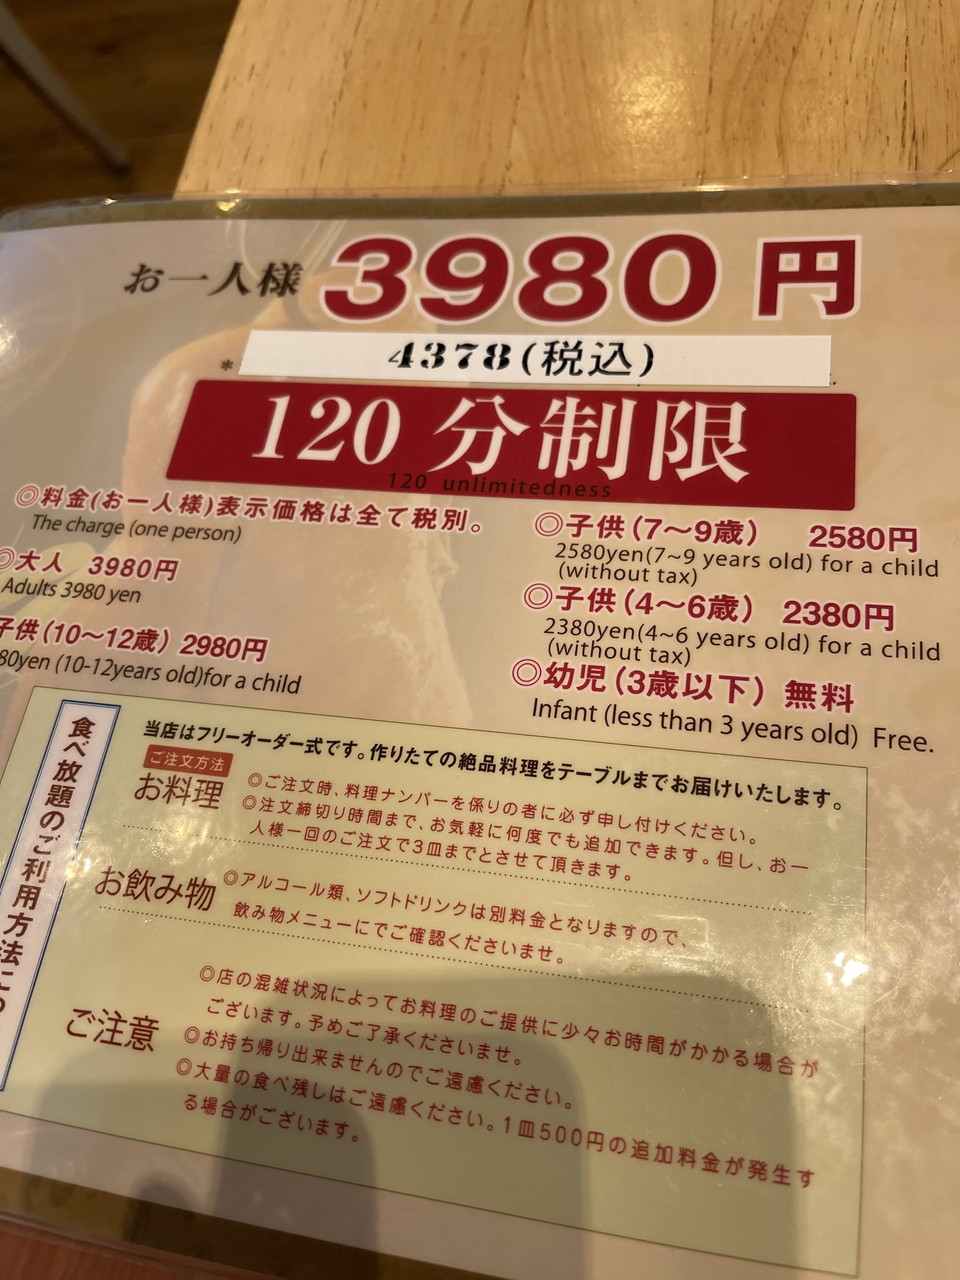 お一人様 3980円
*4378(税込)
120分制限
120 unlimitedness
◎料金(お一人様)表示価格は全て税別。
The charge (one person)
◎大人 3980円
Adults 3980 yen
子供(10〜12歳) 2980円
80yen (10-12years old)for a child
◎子供(7〜9歳) 2580円
2580yen(7~9 years old) for a child
(without tax)
◎子供(4〜6歳) 2380円
2380yen(4~6 years old) for a child
(without tax)
◎幼児(3歳以下) 無料
Infant (less than 3 years old) Free.
食べ放題のご利用方法につ
当店はフリーオーダー式です。作りたての絶品料理をテーブルまでお届けいたします。
ご注文方法
お料理
◎ご注文時、料理ナンバーを係りの者に必ず申し付けください。
◎注文締切り時間まで、お気軽に何度でも追加できます。但し、お一
人様一回のご注文で3皿までとさせて頂きます。
お飲み物
◎アルコール類、ソフトドリンクは別料金となりますので、
飲み物メニューにでご確認くださいませ。
ご注意
◎店の混雑状況によってお料理のご提供に少々お時間がかかる場合が
ございます。予めご了承くださいませ。
◎お持ち帰り出来ませんのでご遠慮ください。
◎大量の食べ残しはご遠慮ください。1皿500円の追加料金が発生す
る場合がございます。